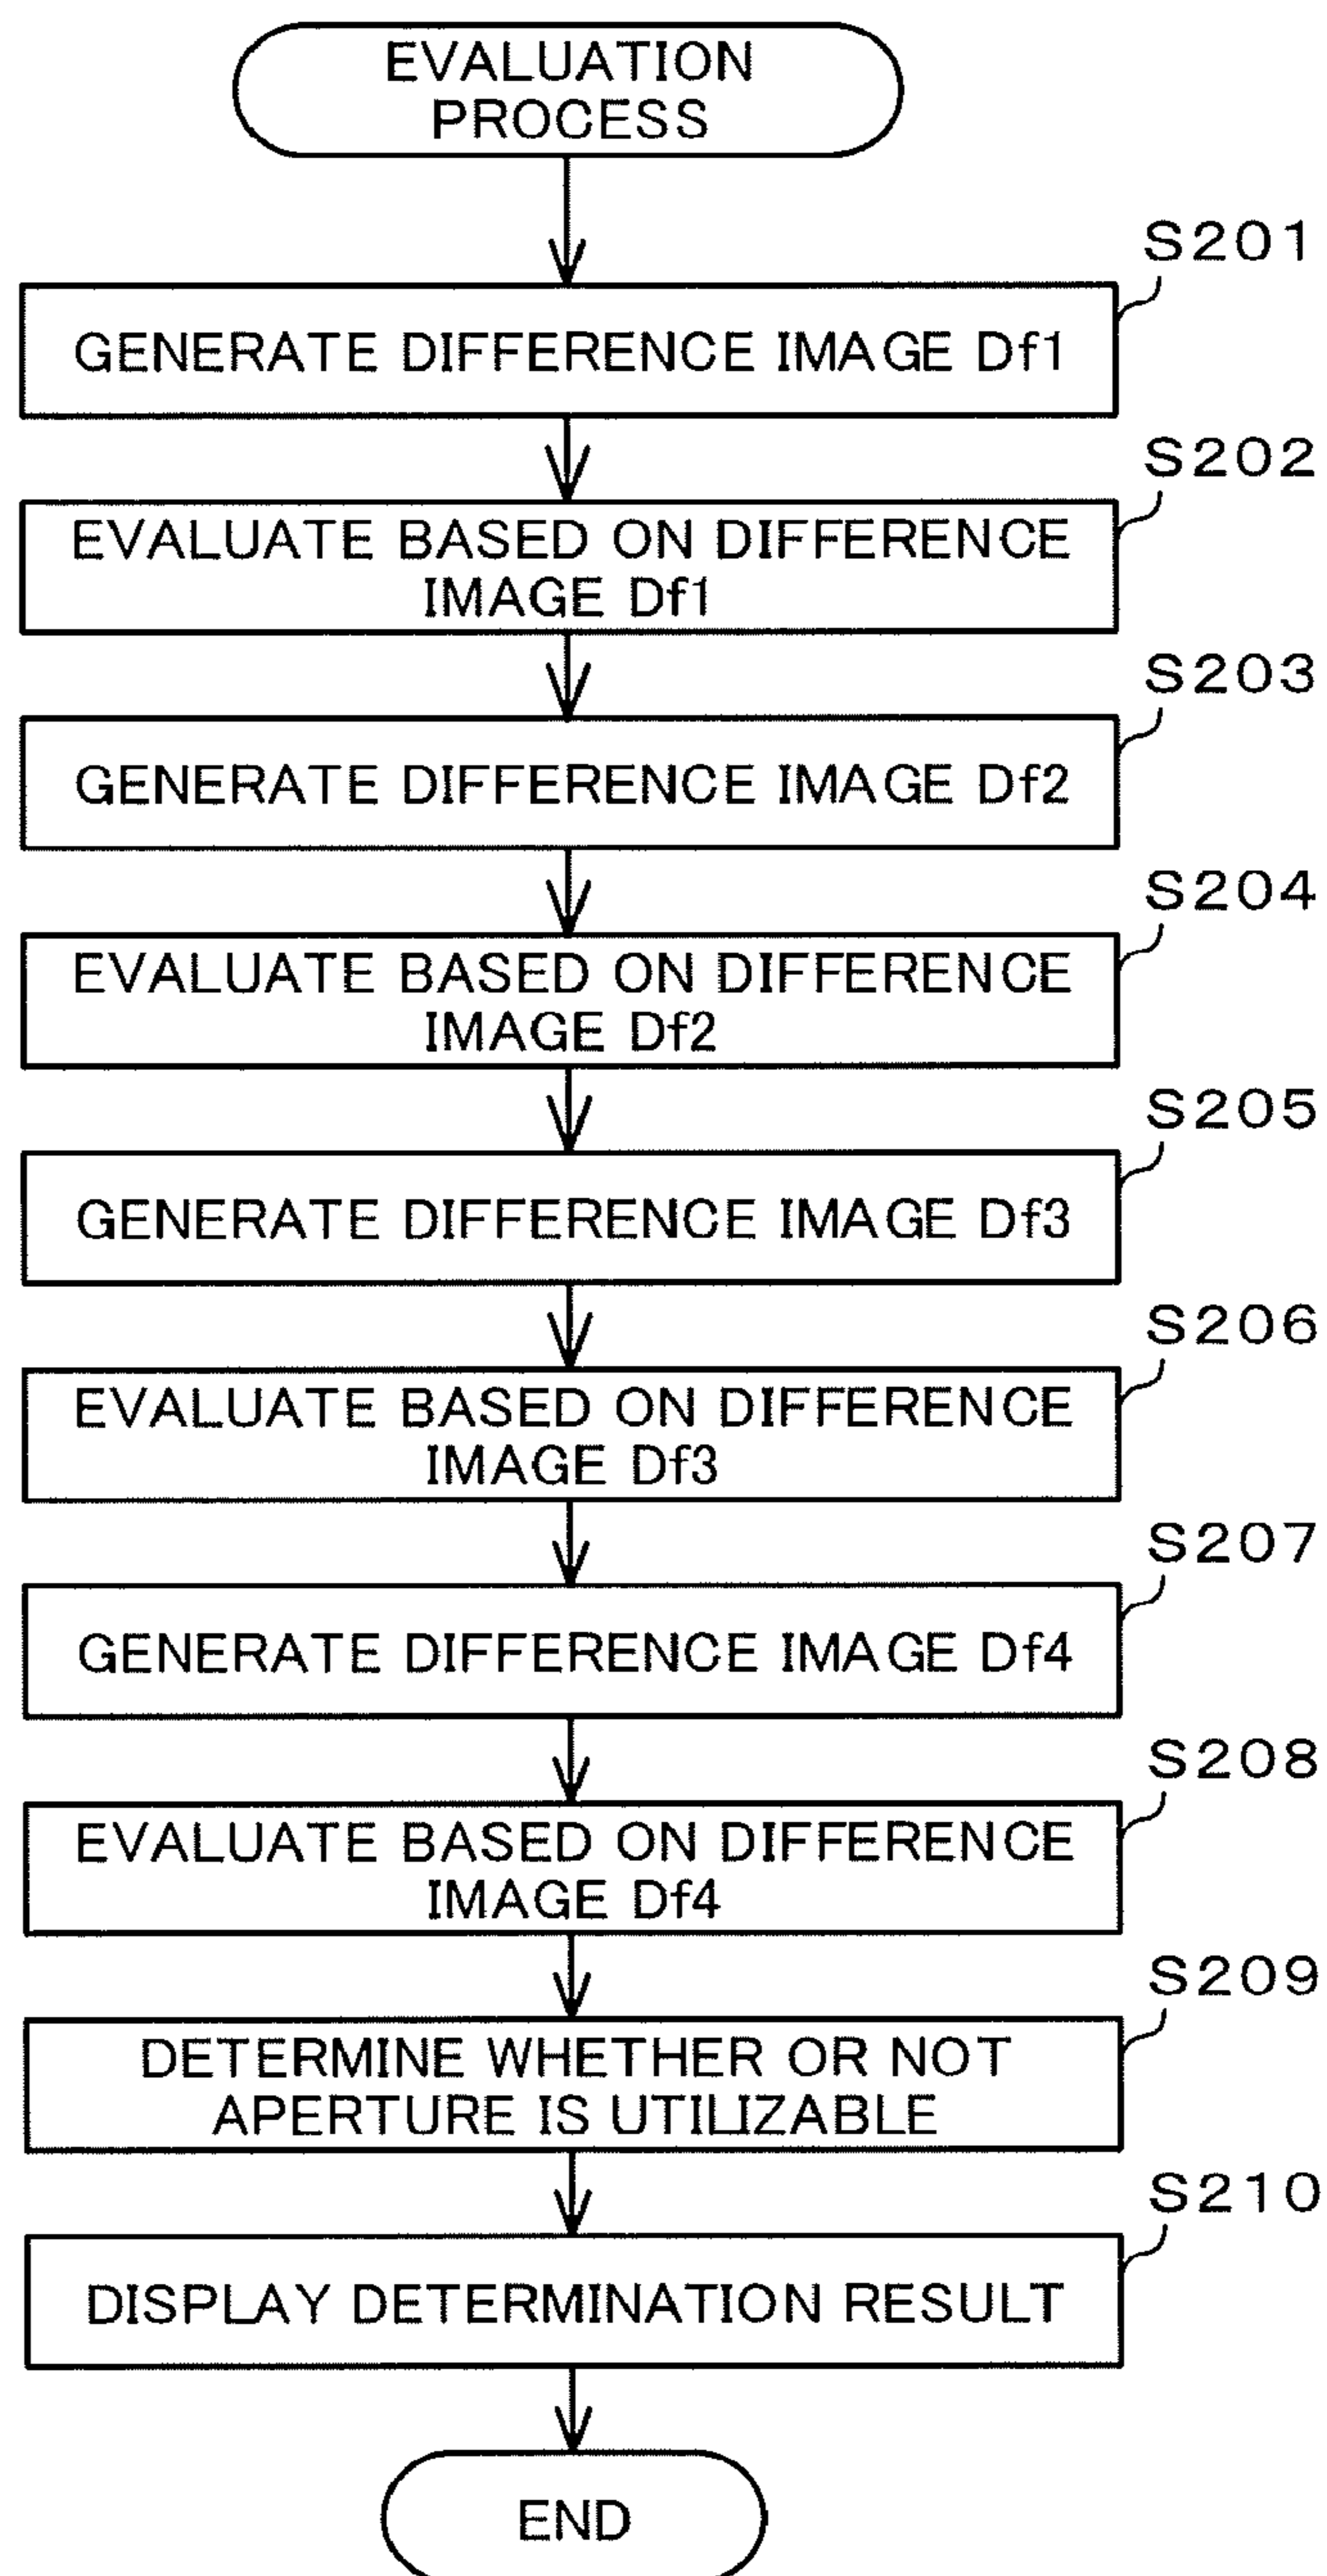 EVALUATION
PROCESS
S201
GENERATE DIFFERENCE IMAGE Df1
S202
EVALUATE BASED ON DIFFERENCE
IMAGE Df1
S203
GENERATE DIFFERENCE IMAGE Df2
S204
EVALUATE BASED ON DIFFERENCE
IMAGE Df2
S205
GENERATE DIFFERENCE IMAGE Df3
S206
EVALUATE BASED ON DIFFERENCE
IMAGE Df3
S207
GENERATE DIFFERENCE IMAGE Df4
S208
EVALUATE BASED ON DIFFERENCE
IMAGE Df4
S209
DETERMINE WHETHER OR NOT
APERTURE IS UTILIZABLE
S210
DISPLAY DETERMINATION RESULT
END